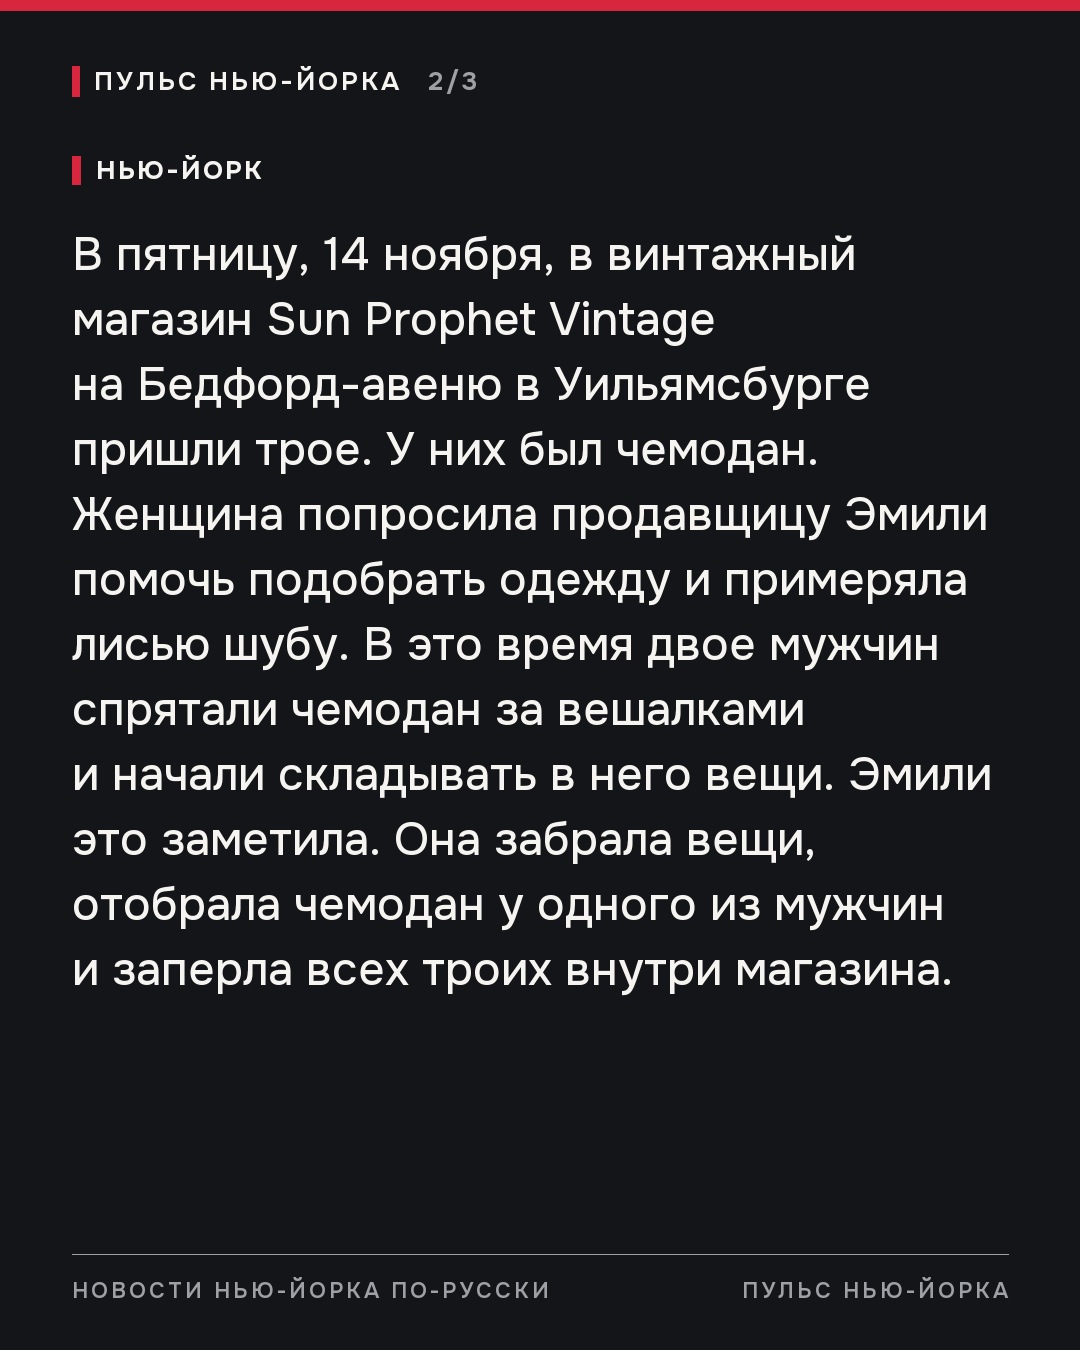 ПУЛЬС НЬЮ-ЙОРКА 2/3
НЬЮ-ЙОРК
В пятницу, 14 ноября, в винтажный
магазин Sun Prophet Vintage
на Бедфорд-авеню в Уильямсбурге
пришли трое. У них был чемодан.
Женщина попросила продавщицу Эмили
помочь подобрать одежду и примеряла
лисью шубу. В это время двое мужчин
спрятали чемодан за вешалками
и начали складывать в него вещи. Эмили
это заметила. Она забрала вещи,
отобрала чемодан у одного из мужчин
и заперла всех троих внутри магазина.
НОВОСТИ НЬЮ-ЙОРКА ПО-РУССКИ
ПУЛЬС НЬЮ-ЙОРКА